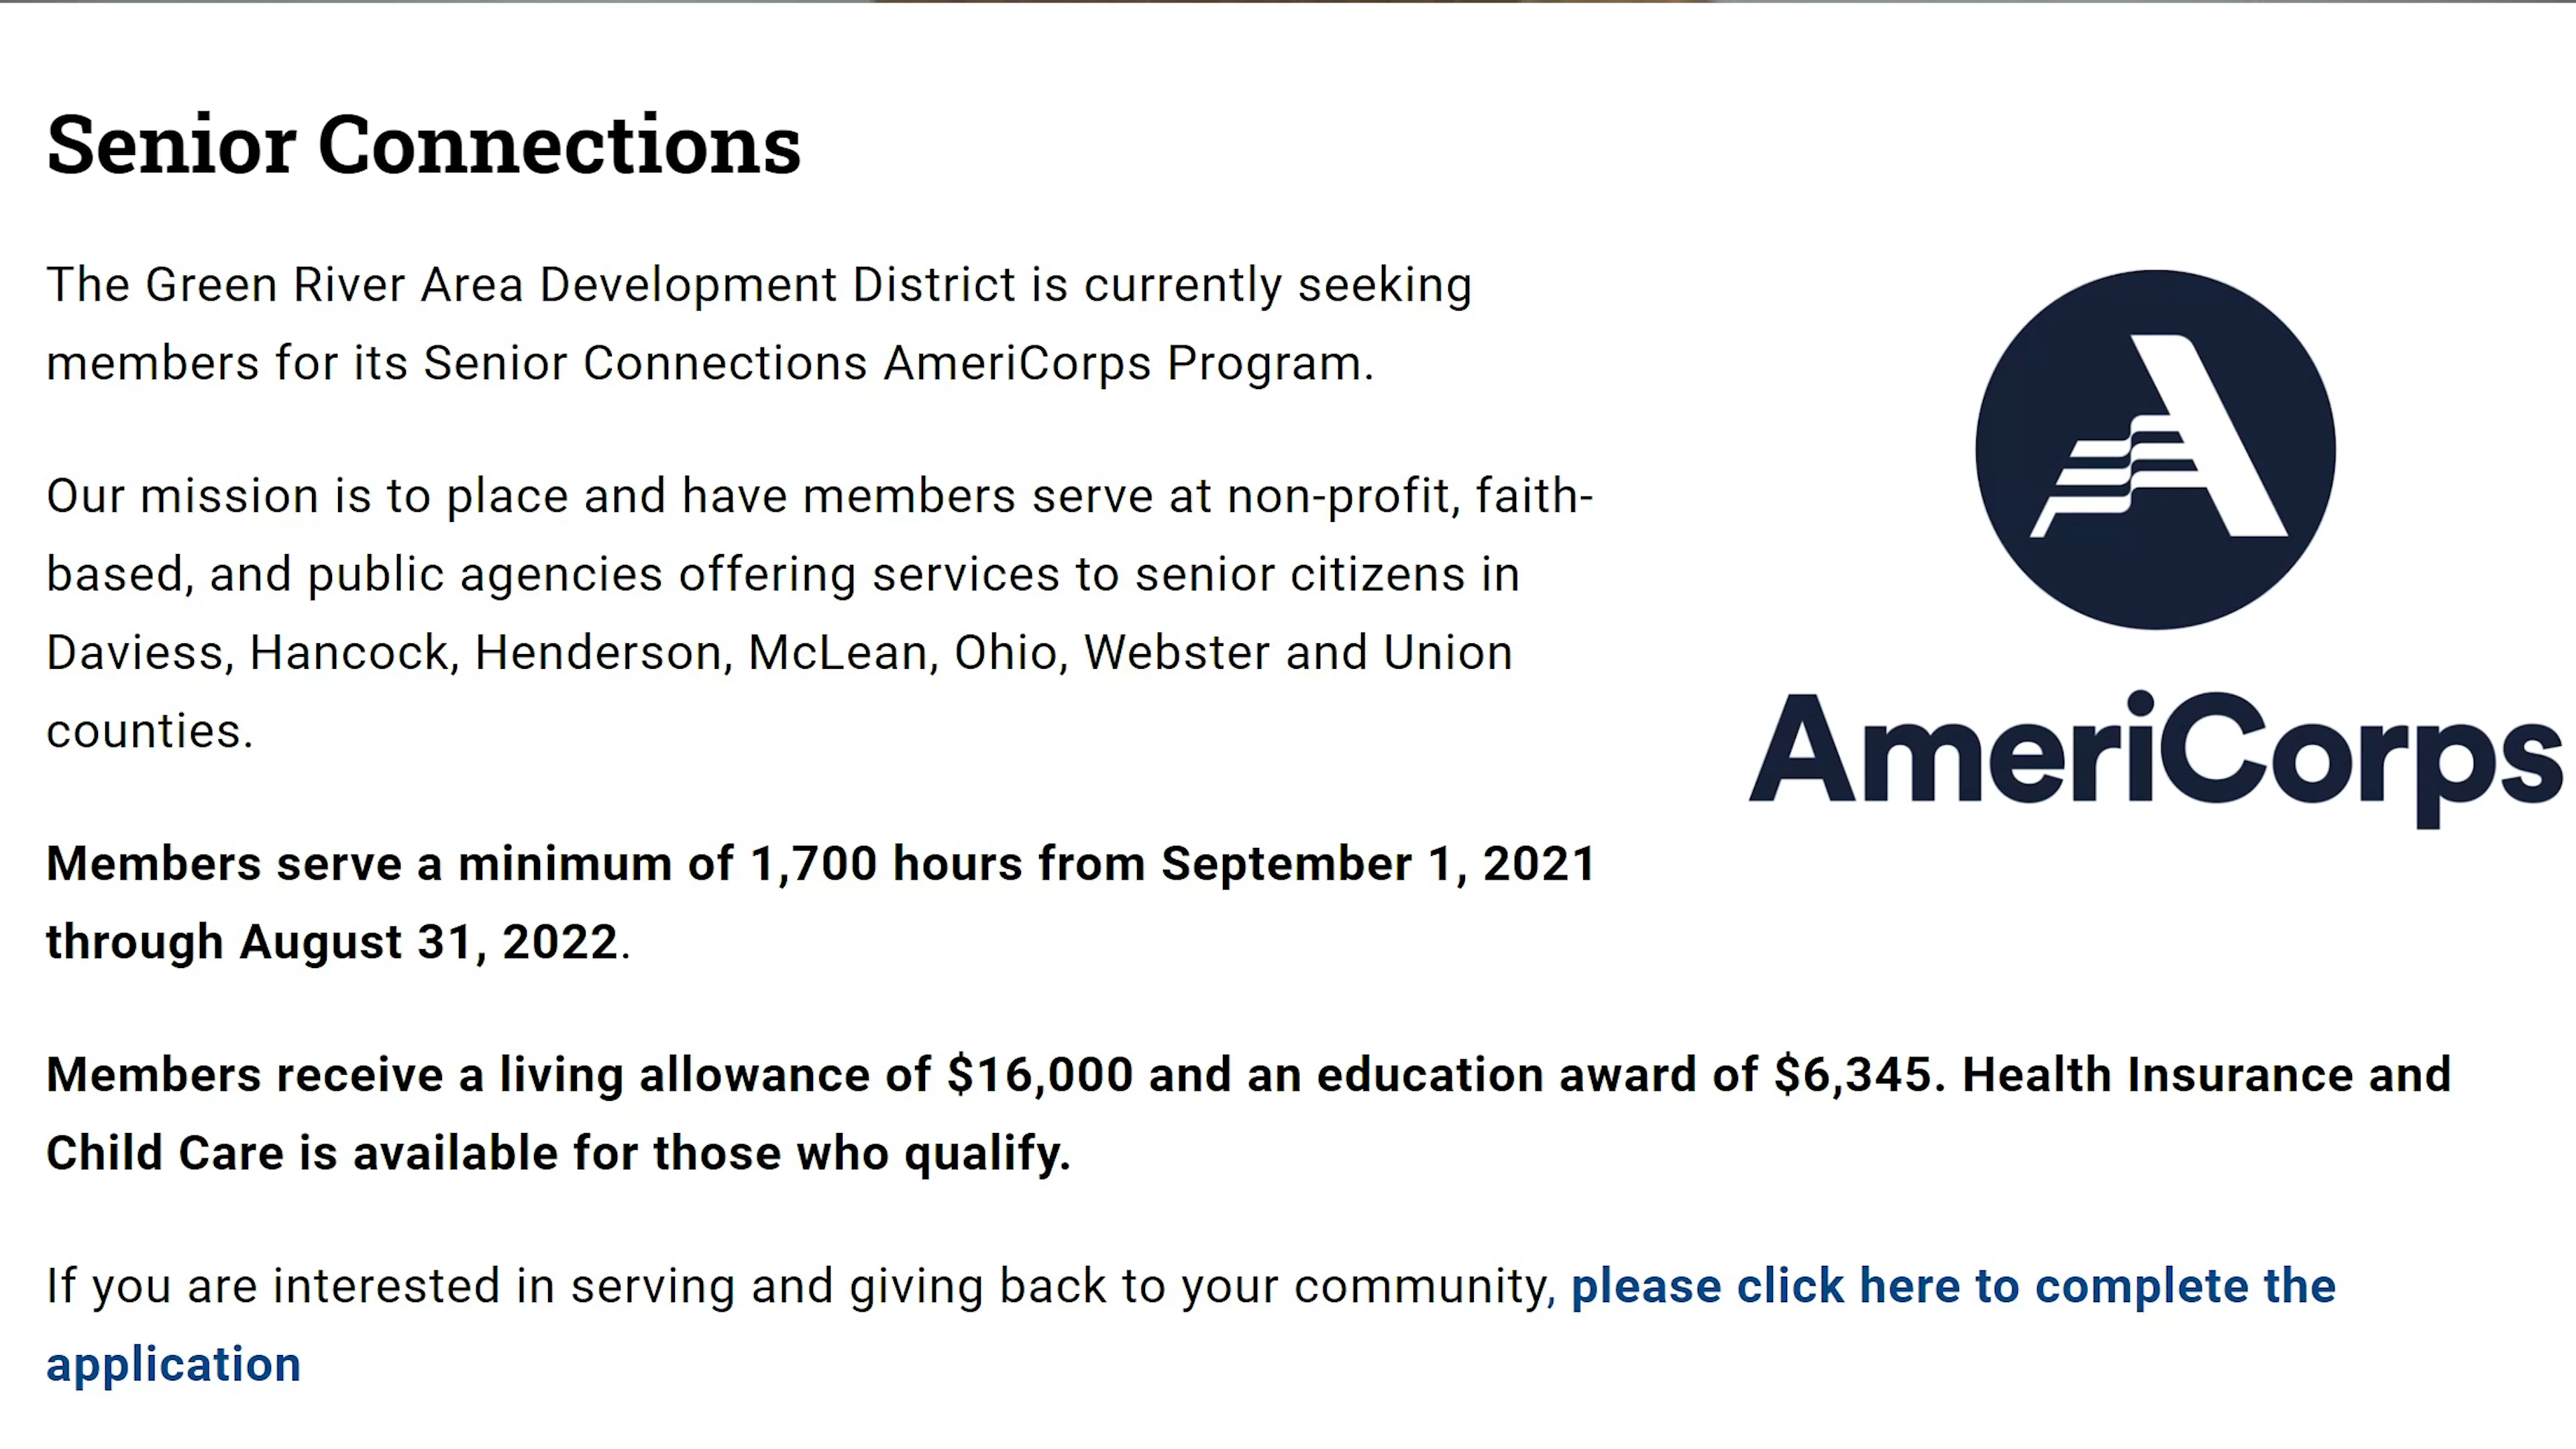 Senior Connections
The Green River Area Development District is currently seeking
members for its Senior Connections AmeriCorps Program.
Our mission is to place and have members serve at non-profit, faith-
based, and public agencies offering services to senior citizens in
Daviess, Hancock, Henderson, McLean, Ohio, Webster and Union
counties.
AmeriCorps
Members serve a minimum of 1,700 hours from September 1, 2021
through August 31, 2022.
Members receive a living allowance of $16,000 and an education award of $6,345. Health Insurance and
Child Care is available for those who qualify.
If you are interested in serving and giving back to your community, please click here to complete the
application